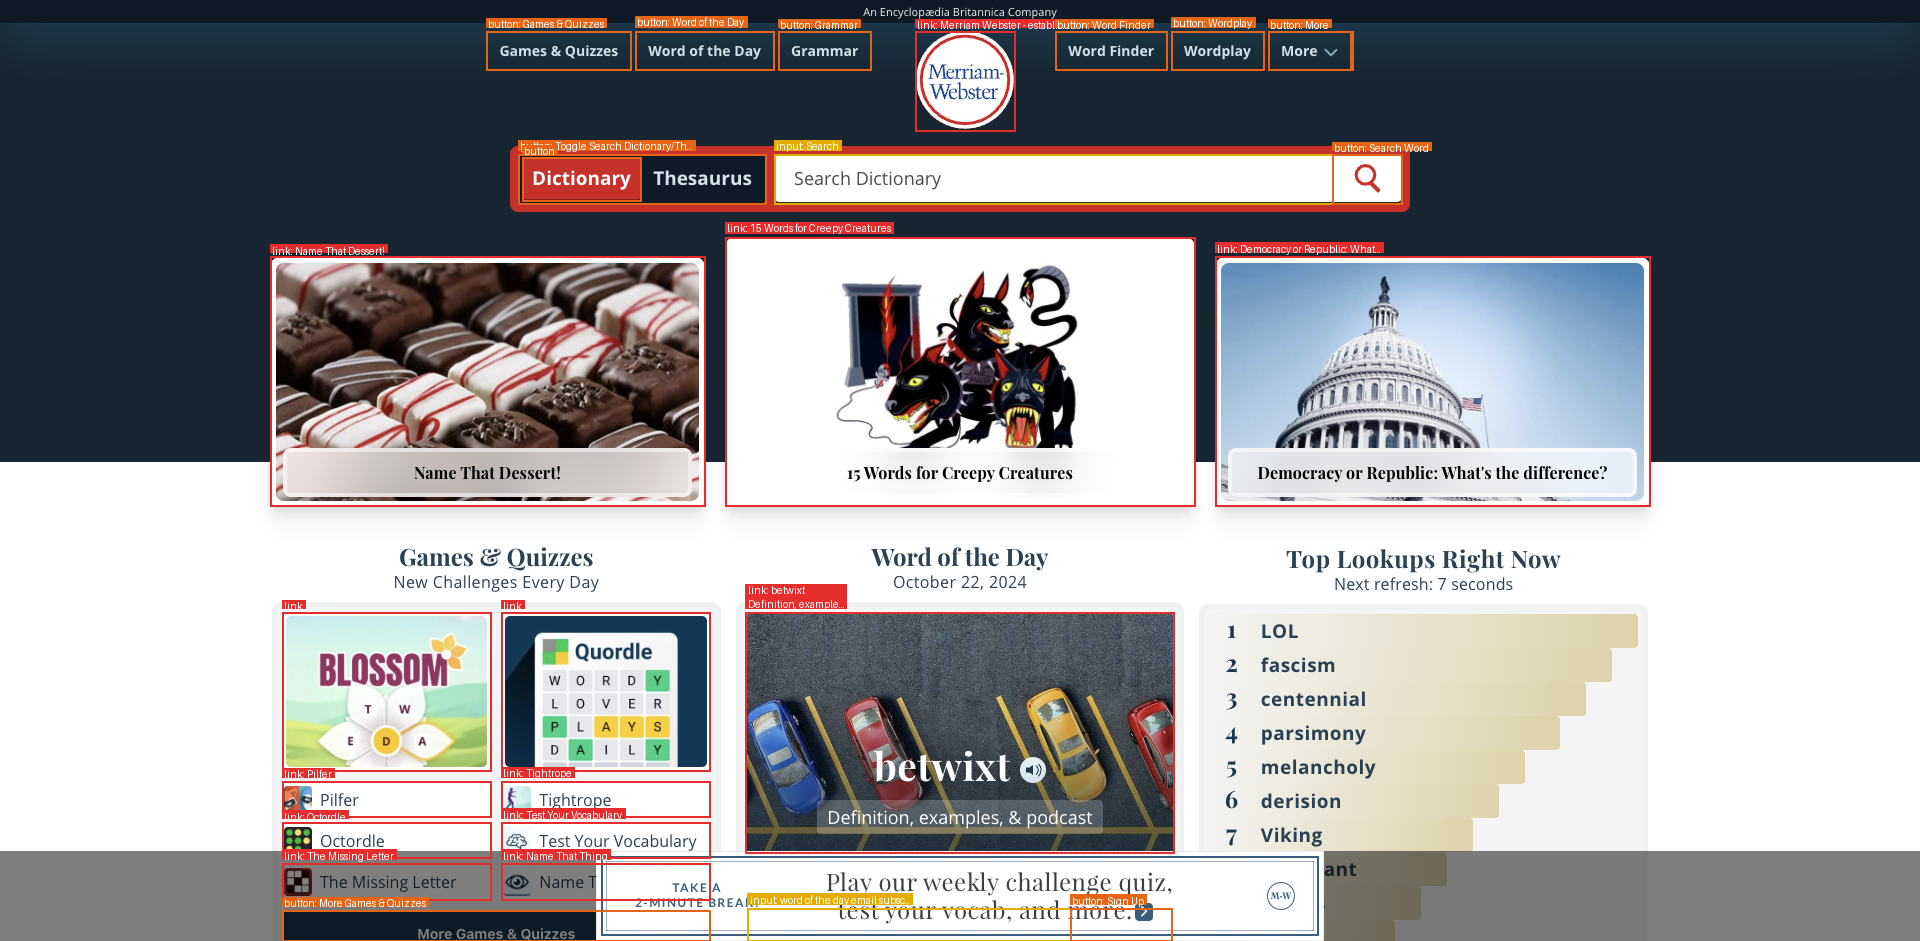 An Encyclopædia Britannica Company
button: Games & Quizzes
button: Word of the Day
button: Grammar
link: Merriam Webster - establ
button: Word Finder
button: Wordplay
button: More
Games & Quizzes
Word of the Day
Grammar
Merriam-
Webster
Word Finder
Wordplay
More
button: Toggle Search Dictionary/Th...
button
input: Search
button: Search Word
Dictionary
Thesaurus
Search Dictionary
link: Name That Dessert!
link: 15 Words for Creepy Creatures
link: Democracy or Republic: What...
Name That Dessert!
15 Words for Creepy Creatures
Democracy or Republic: What's the difference?
Games & Quizzes
New Challenges Every Day
link
link
BLOSSOM
T W
E D A
Quordle
W O R D Y
L O V E R
P L A Y S
D A I L Y
link: Pilfer
link: Tightrope
Pilfer
Tightrope
link: Octordle
link: Test Your Vocabulary
Octordle
Test Your Vocabulary
link: The Missing Letter
link: Name That Thing
The Missing Letter
Name T
button: More Games & Quizzes
More Games & Quizzes
Word of the Day
October 22, 2024
link: betwixt
Definition, example...
betwixt
Definition, examples, & podcast
Top Lookups Right Now
Next refresh: 7 seconds
1 LOL
2 fascism
3 centennial
4 parsimony
5 melancholy
6 derision
7 Viking
ant
TAKE A
2-MINUTE BREAK
Play our weekly challenge quiz,
test your vocab, and more.
M-W
input: word of the day email subsc...
button: Sign Up